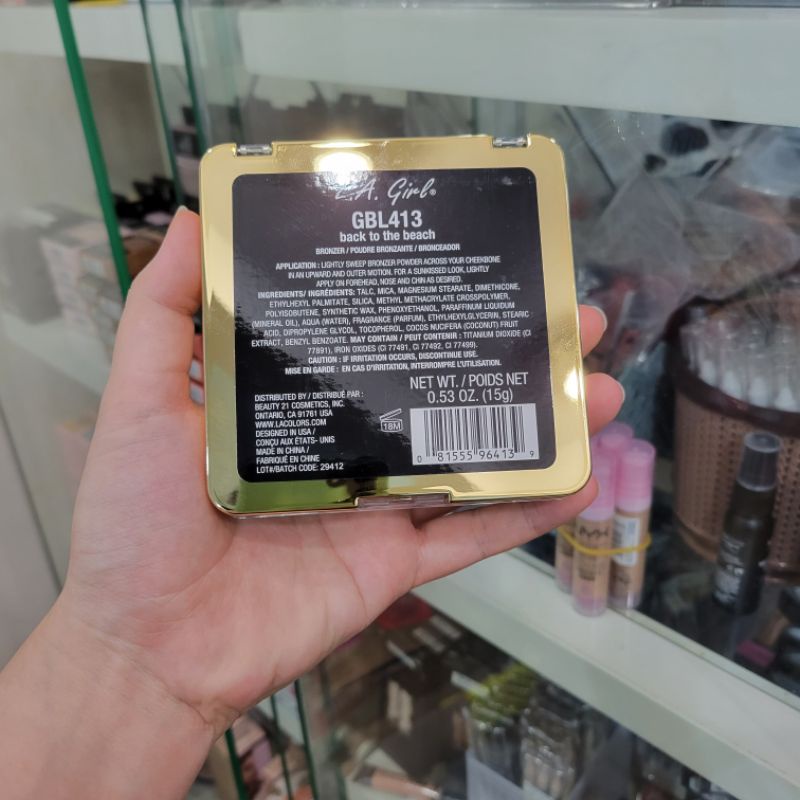 L.A. Girl®
GBL413
back to the beach
BRONZER / POUDRE BRONZANTE / BRONCEADOR
APPLICATION : LIGHTLY SWEEP BRONZER POWDER ACROSS YOUR CHEEKBONE
IN AN UPWARD AND OUTER MOTION. FOR A SUNKISSED LOOK, LIGHTLY
APPLY ON FOREHEAD, NOSE AND CHIN AS DESIRED.
INGREDIENTS/ INGRÉDIENTS: TALC, MICA, MAGNESIUM STEARATE, DIMETHICONE,
ETHYLHEXYL PALMITATE, SILICA, METHYL METHACRYLATE CROSSPOLYMER,
POLYISOBUTENE, SYNTHETIC WAX, PHENOXYETHANOL, PARAFFINUM LIQUIDUM
(MINERAL OIL), AQUA (WATER), FRAGRANCE (PARFUM), ETHYLHEXYLGLYCERIN, STEARIC
ACID, DIPROPYLENE GLYCOL, TOCOPHEROL, COCOS NUCIFERA (COCONUT) FRUIT
EXTRACT, BENZYL BENZOATE. MAY CONTAIN / PEUT CONTENIR : TITANIUM DIOXIDE (CI
77891), IRON OXIDES (CI 77491, CI 77492, CI 77499).
CAUTION : IF IRRITATION OCCURS, DISCONTINUE USE.
MISE EN GARDE : EN CAS D'IRRITATION, INTERROMPRE L'UTILISATION.
NET WT. / POIDS NET
0.53 OZ. (15g)
DISTRIBUTED BY / DISTRIBUÉ PAR :
BEAUTY 21 COSMETICS, INC.
ONTARIO, CA 91761 USA
WWW.LACOLORS.COM
DESIGNED IN USA /
CONÇU AUX ÉTATS- UNIS
MADE IN CHINA /
FABRIQUÉ EN CHINE
LOT#/BATCH CODE: 29412
18M
0 81555 96413 9
NYX